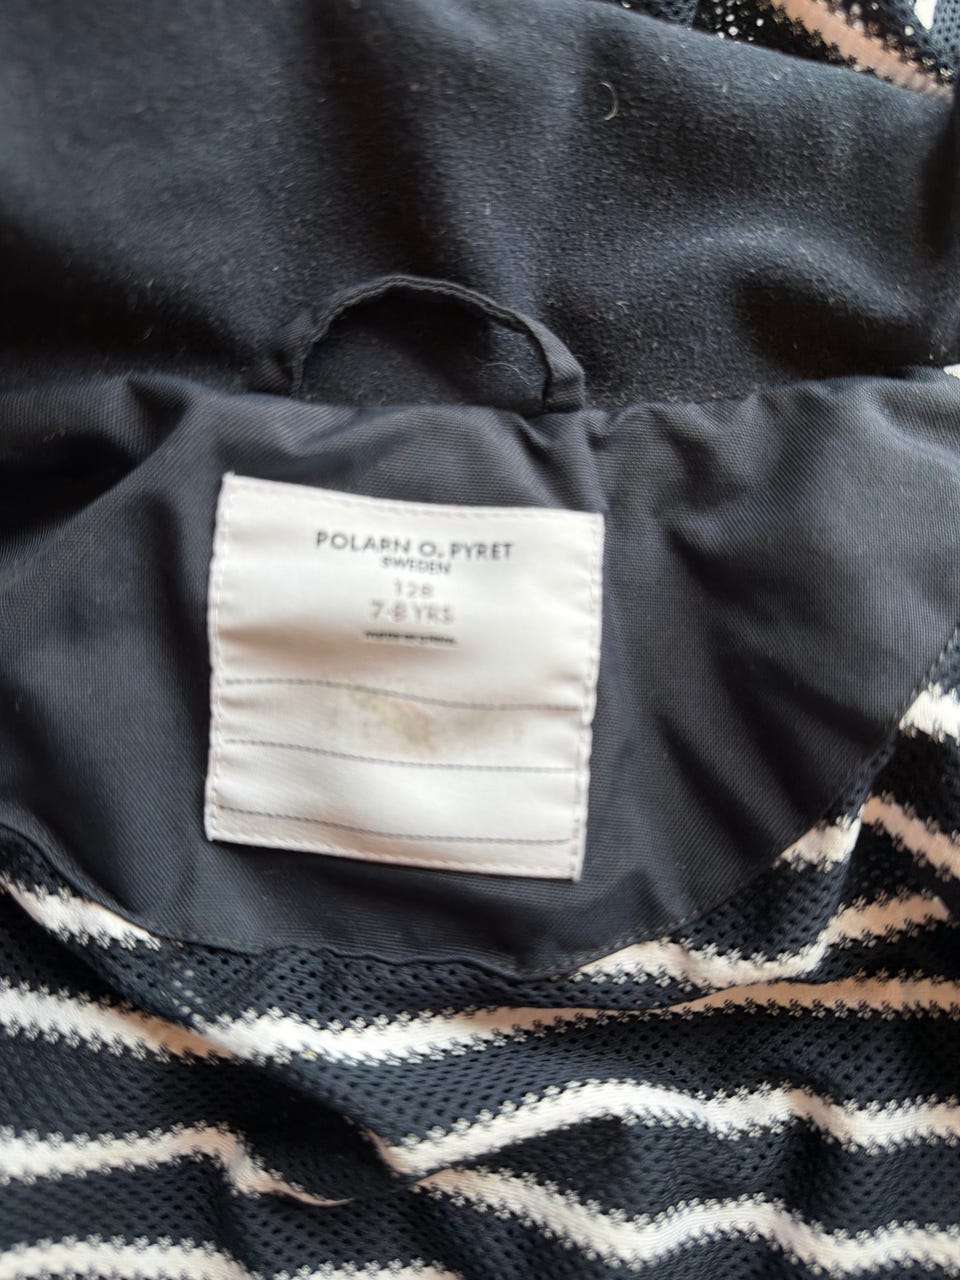 POLARN O. PYRET
SWEDEN
128
7-8 YRS